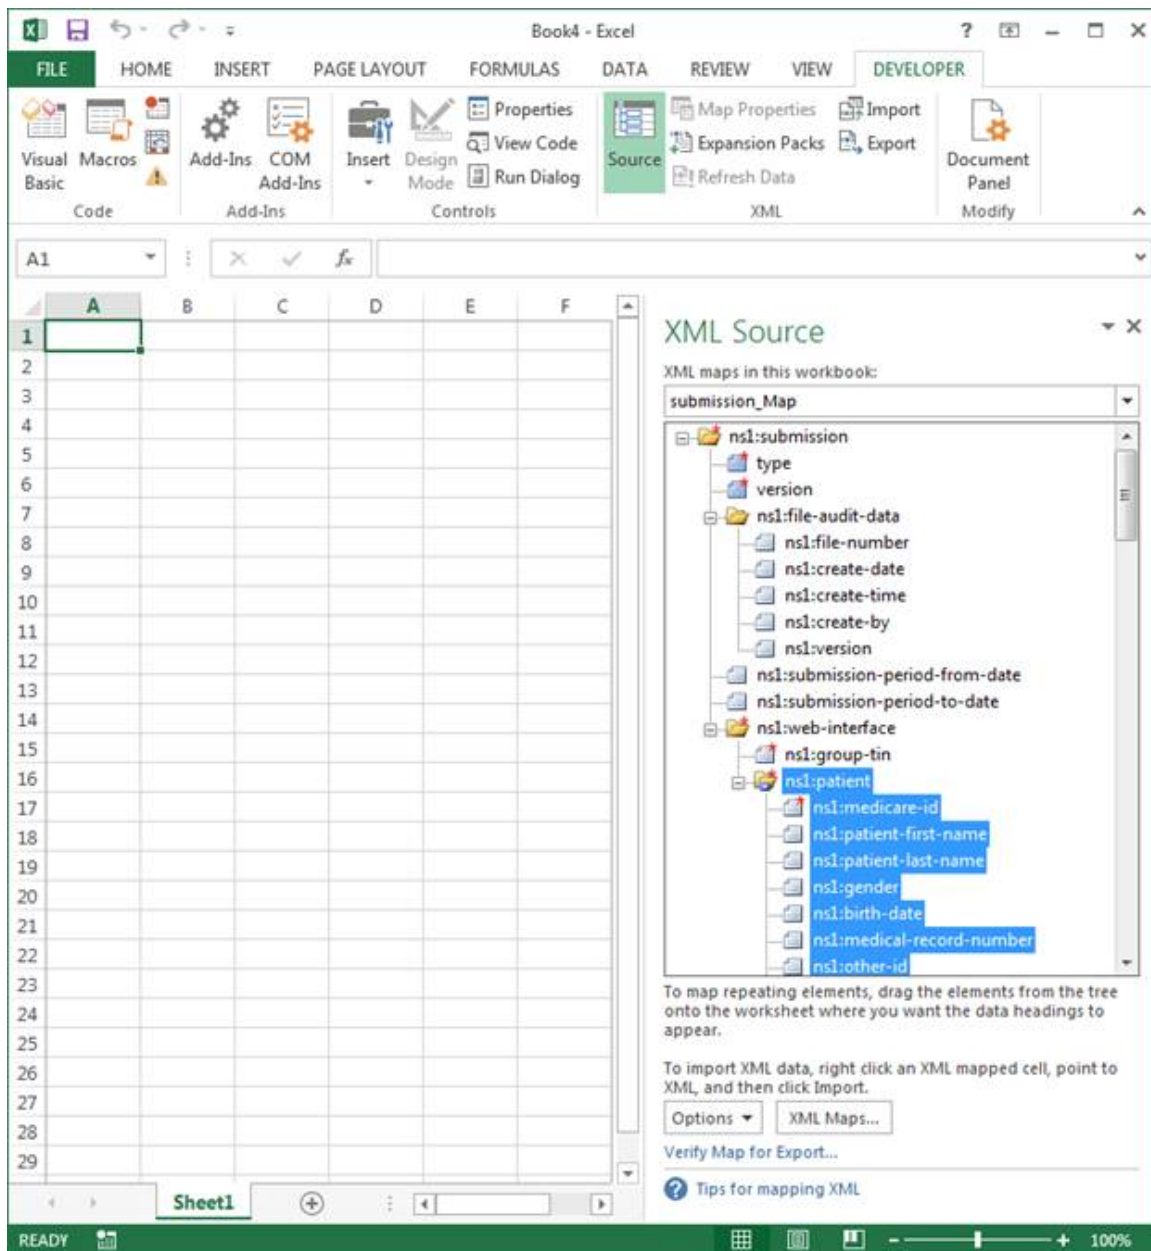 Book4 - Excel
?
FILE HOME INSERT PAGE LAYOUT FORMULAS DATA REVIEW VIEW DEVELOPER
Visual Basic
Macros
Code
Add-Ins
COM Add-Ins
Add-Ins
Insert
Design Mode
Properties
View Code
Run Dialog
Controls
Source
Map Properties
Expansion Packs
Refresh Data
Import
Export
XML
Document Panel
Modify
A1
fx
A B C D E F
1
2
3
4
5
6
7
8
9
10
11
12
13
14
15
16
17
18
19
20
21
22
23
24
25
26
27
28
29
XML Source
XML maps in this workbook:
submission_Map
ns1:submission
type
version
ns1:file-audit-data
ns1:file-number
ns1:create-date
ns1:create-time
ns1:create-by
ns1:version
ns1:submission-period-from-date
ns1:submission-period-to-date
ns1:web-interface
ns1:group-tin
ns1:patient
ns1:medicare-id
ns1:patient-first-name
ns1:patient-last-name
ns1:gender
ns1:birth-date
ns1:medical-record-number
ns1:other-id
To map repeating elements, drag the elements from the tree
onto the worksheet where you want the data headings to
appear.
To import XML data, right click an XML mapped cell, point to
XML, and then click Import.
Options
XML Maps...
Verify Map for Export...
Tips for mapping XML
Sheet1
READY
100%